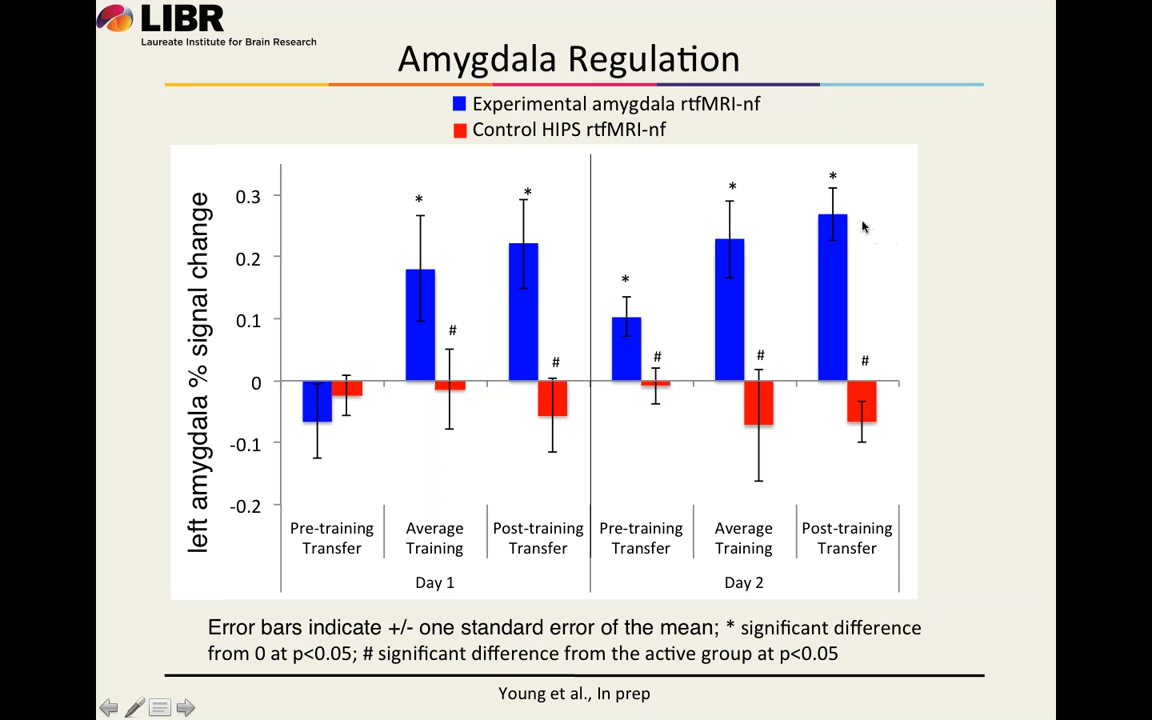 LIBR
Laureate Institute for Brain Research
Amygdala Regulation
Experimental amygdala rtfMRI-nf
Control HIPS rtfMRI-nf
left amygdala % signal change
0.3
0.2
0.1
0
-0.1
-0.2
* * * * * *
# # # # #
Pre-training Average Post-training Pre-training Average Post-training
Transfer Training Transfer Transfer Training Transfer
Day 1 Day 2
Error bars indicate +/- one standard error of the mean; * significant difference
from 0 at p<0.05; # significant difference from the active group at p<0.05
Young et al., In prep